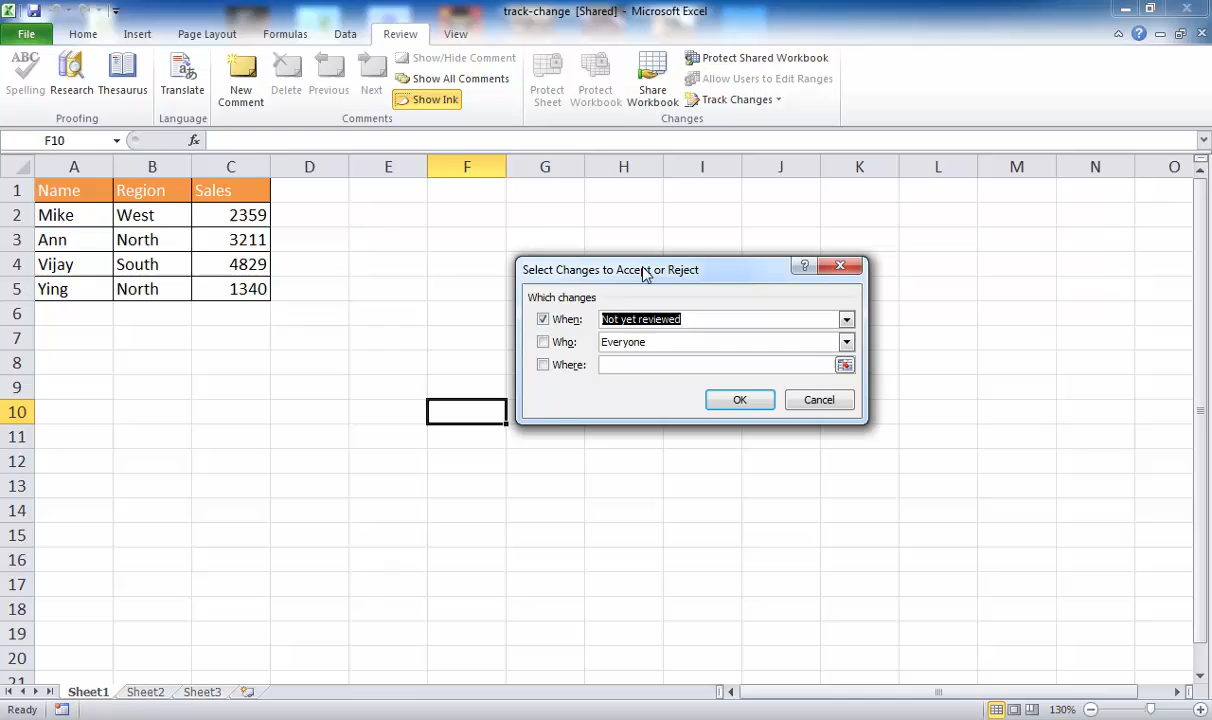 track-change [Shared] - Microsoft Excel
File Home Insert Page Layout Formulas Data Review View
ABC
Spelling Research Thesaurus
Proofing
Translate
Language
New Comment
Delete Previous Next
Show/Hide Comment
Show All Comments
Show Ink
Comments
Protect Sheet
Protect Workbook
Share Workbook
Protect Shared Workbook
Allow Users to Edit Ranges
Track Changes
Changes
F10 fx
A B C D E F G H I J K L M N O
1 Name Region Sales
2 Mike West 2359
3 Ann North 3211
4 Vijay South 4829
5 Ying North 1340
6
7
8
9
10
11
12
13
14
15
16
17
18
19
20
21
Select Changes to Accept or Reject
Which changes
When: Not yet reviewed
Who: Everyone
Where:
OK Cancel
Sheet1 Sheet2 Sheet3
Ready 130%